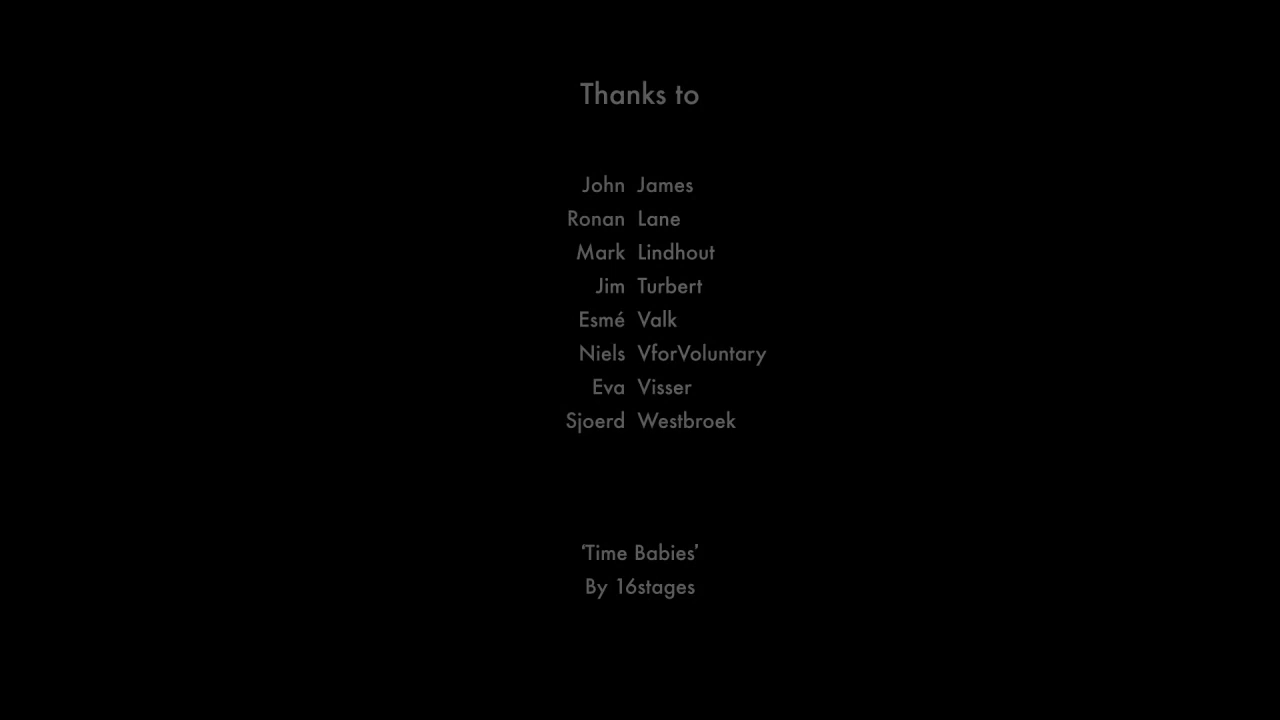 Thanks to
John James
Ronan Lane
Mark Lindhout
Jim Turbert
Esmé Valk
Niels VforVoluntary
Eva Visser
Sjoerd Westbroek
‘Time Babies’
By 16stages